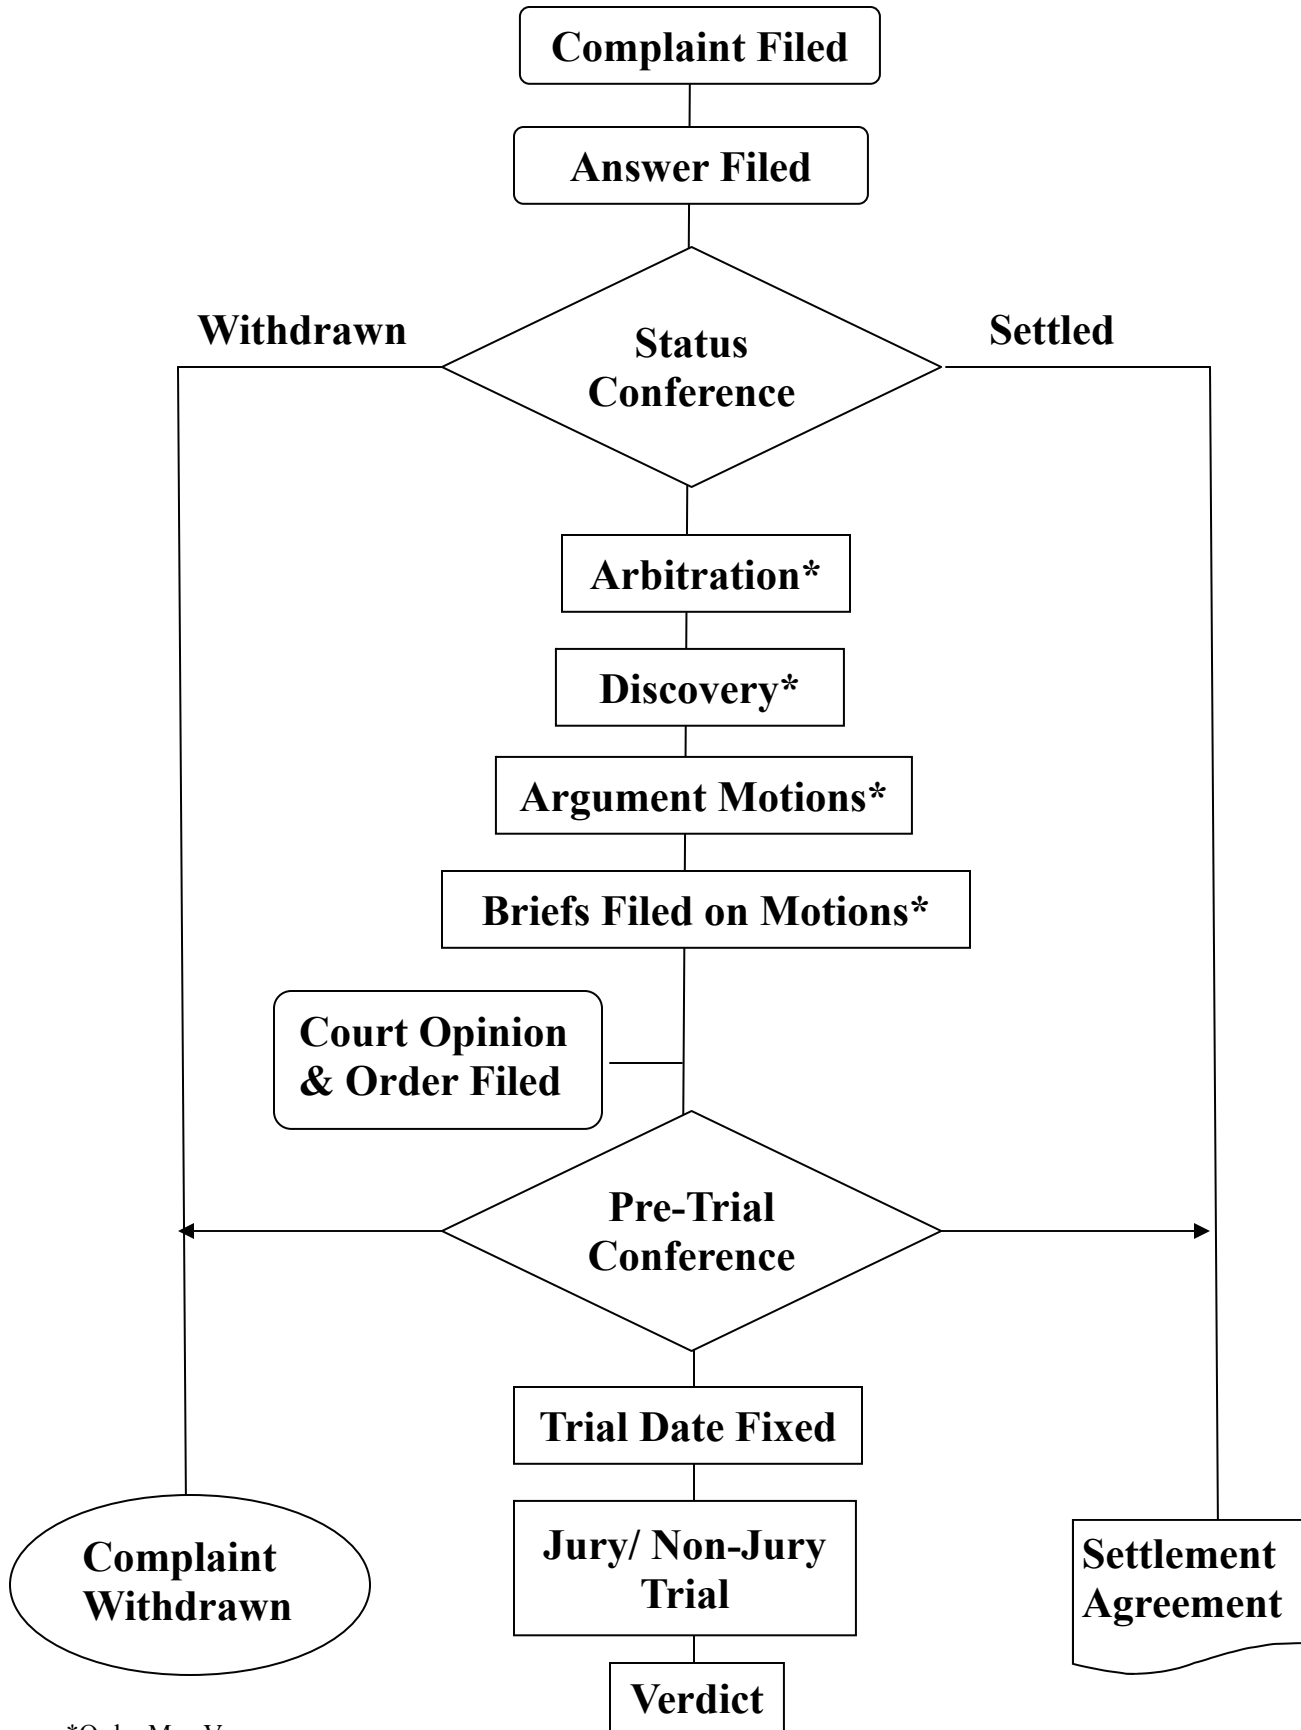 Complaint Filed
Answer Filed
Withdrawn
Settled
Status
Conference
Arbitration*
Discovery*
Argument Motions*
Briefs Filed on Motions*
Court Opinion
& Order Filed
Pre-Trial
Conference
Trial Date Fixed
Jury/ Non-Jury
Trial
Complaint
Withdrawn
Settlement
Agreement
Verdict